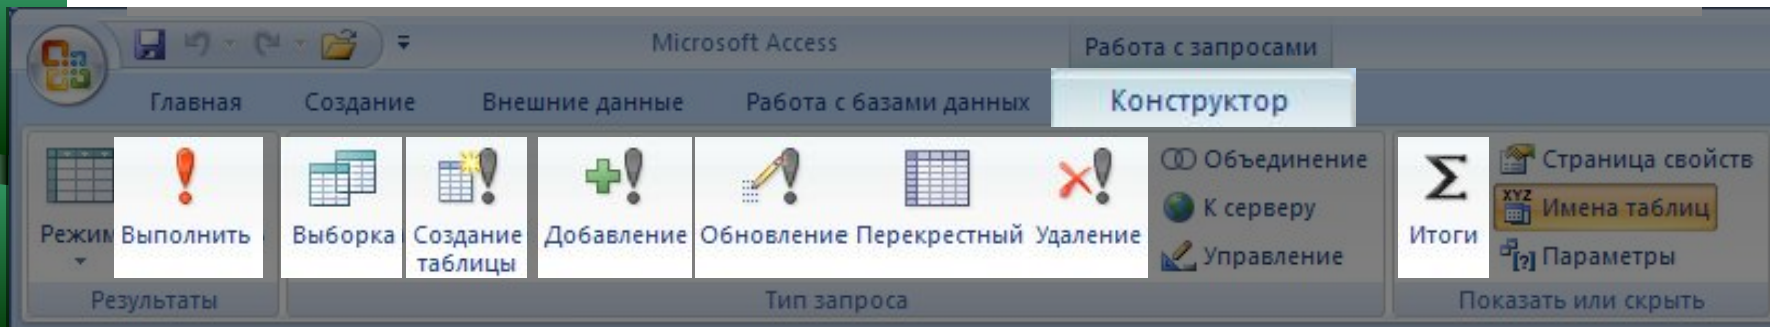 Microsoft Access
Работа с запросами
Главная Создание Внешние данные Работа с базами данных Конструктор
Режим Выполнить Выборка Создание таблицы Добавление Обновление Перекрестный Удаление
Объединение
К серверу
Управление
Итоги
Страница свойств
XYZ Имена таблиц
[?] Параметры
Результаты Тип запроса Показать или скрыть